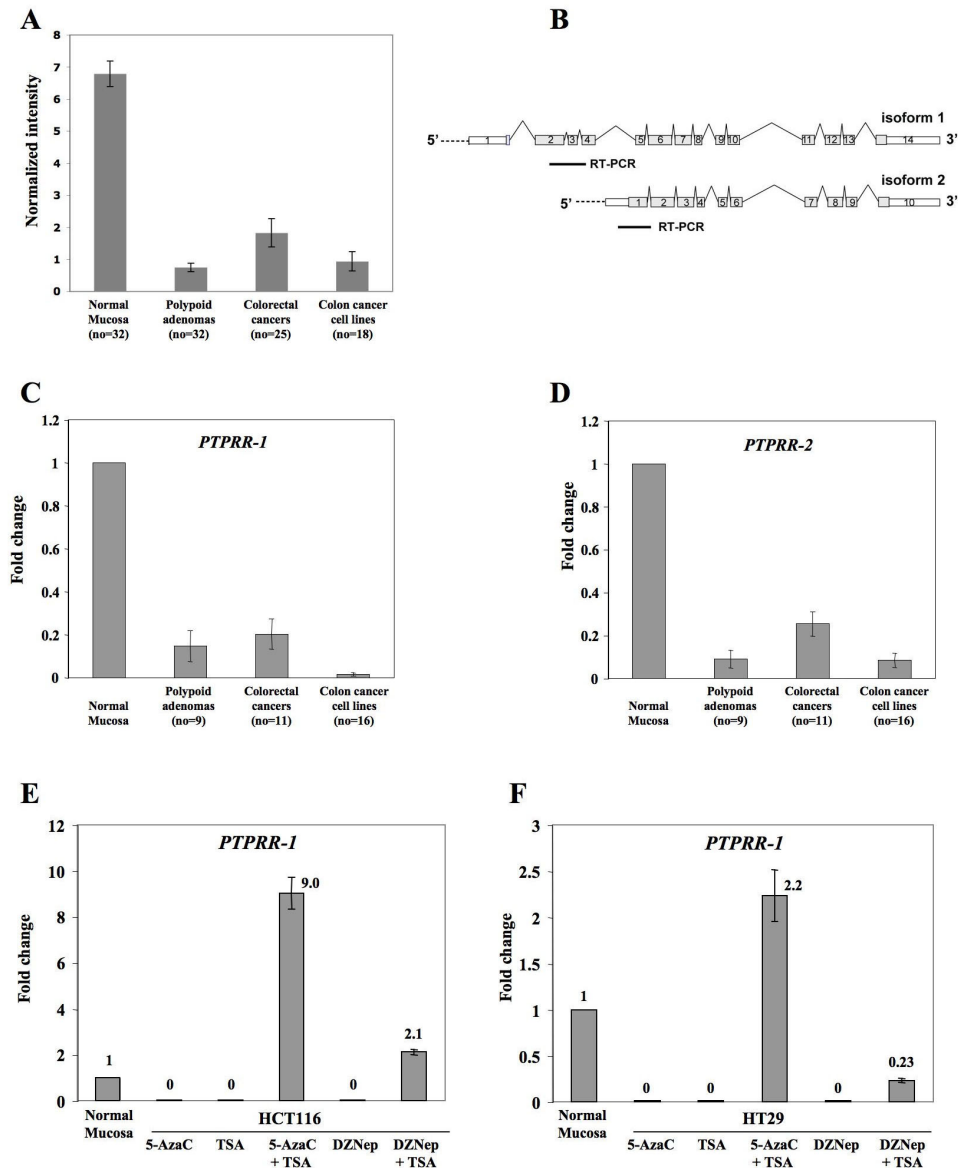 A
Normalized intensity
7
6
5
4
3
2
1
0
Normal
Mucosa
(no=32)
Polypoid
adenomas
(no=32)
Colorectal
cancers
(no=25)
Colon cancer
cell lines
(no=18)
B
isoform 1
5’ 1 2 3 4 5 6 7 8 9 10 11 12 13 14 3’
RT-PCR
isoform 2
5’ 1 2 3 4 5 6 7 8 9 10 3’
RT-PCR
C
PTPRR-1
Fold change
1.2
1
0.8
0.6
0.4
0.2
0
Normal
Mucosa
Polypoid
adenomas
(no=9)
Colorectal
cancers
(no=11)
Colon cancer
cell lines
(no=16)
D
PTPRR-2
Fold change
1.2
1
0.8
0.6
0.4
0.2
0
Normal
Mucosa
Polypoid
adenomas
(no=9)
Colorectal
cancers
(no=11)
Colon cancer
cell lines
(no=16)
E
PTPRR-1
Fold change
12
10
8
6
4
2
0
1
0
0
9.0
0
2.1
Normal
Mucosa
HCT116
5-AzaC
TSA
5-AzaC
+ TSA
DZNep
DZNep
+ TSA
F
PTPRR-1
Fold change
3
2.5
2
1.5
1
0.5
0
1
0
0
2.2
0
0.23
Normal
Mucosa
HT29
5-AzaC
TSA
5-AzaC
+ TSA
DZNep
DZNep
+ TSA